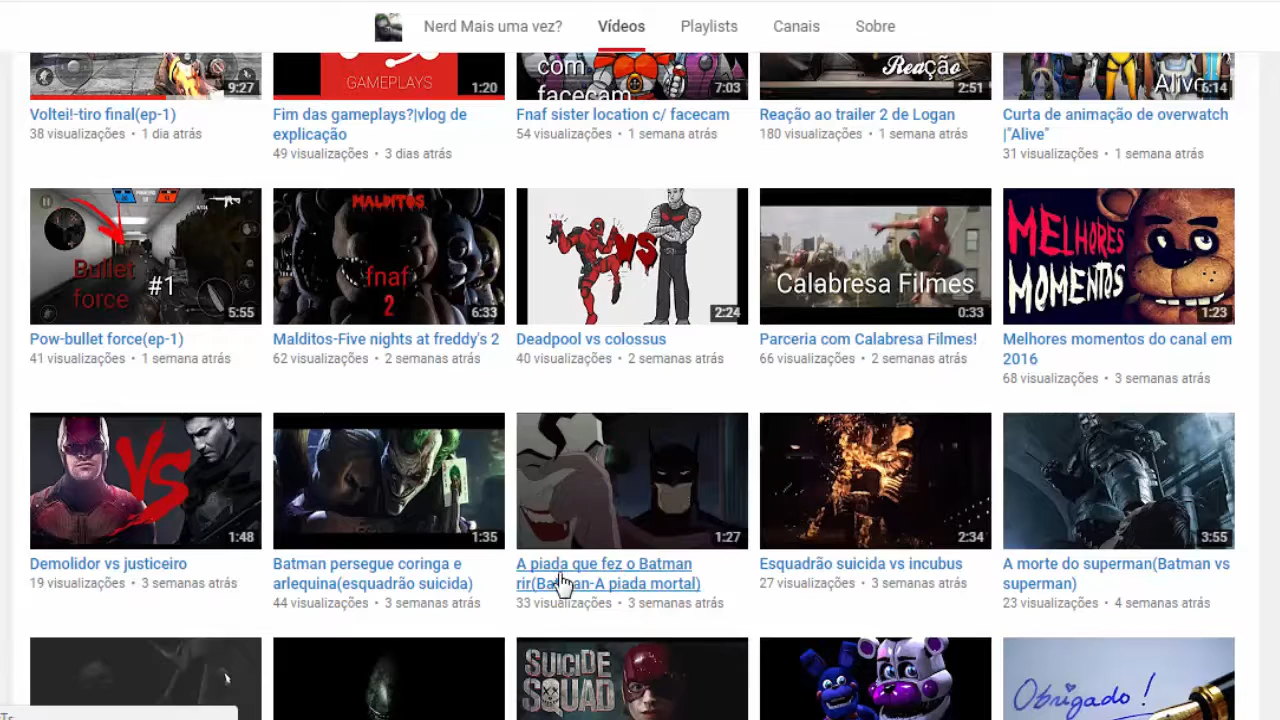 Nerd Mais uma vez? Vídeos Playlists Canais Sobre
9:27
GAMEPLAYS 1:20
com
facecam 7:03
Reação 2:51
Alive 6:14
Voltei!-tiro final(ep-1)
38 visualizações • 1 dia atrás
Fim das gameplays?|vlog de
explicação
49 visualizações • 3 dias atrás
Fnaf sister location c/ facecam
54 visualizações • 1 semana atrás
Reação ao trailer 2 de Logan
180 visualizações • 1 semana atrás
Curta de animação de overwatch
|"Alive"
31 visualizações • 1 semana atrás
Bullet
force #1
5:55
MALDITOS
fnaf
2
6:33
VS
2:24
Calabresa Filmes
0:33
MELHORES
MOMENTOS
1:23
Pow-bullet force(ep-1)
41 visualizações • 1 semana atrás
Malditos-Five nights at freddy's 2
62 visualizações • 2 semanas atrás
Deadpool vs colossus
40 visualizações • 2 semanas atrás
Parceria com Calabresa Filmes!
66 visualizações • 2 semanas atrás
Melhores momentos do canal em
2016
68 visualizações • 3 semanas atrás
VS
1:48
1:35
1:27
2:34
3:55
Demolidor vs justiceiro
19 visualizações • 3 semanas atrás
Batman persegue coringa e
arlequina(esquadrão suicida)
44 visualizações • 3 semanas atrás
A piada que fez o Batman
rir(Batman-A piada mortal)
33 visualizações • 3 semanas atrás
Esquadrão suicida vs incubus
27 visualizações • 3 semanas atrás
A morte do superman(Batman vs
superman)
23 visualizações • 4 semanas atrás
SUICIDE
SQUAD
Obrigado!